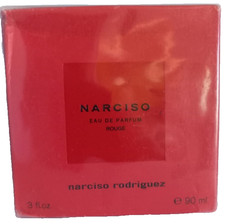 NARCISO
EAU DE PARFUM
ROUGE
narciso rodriguez
3 fl.oz. ℮ 90 ml